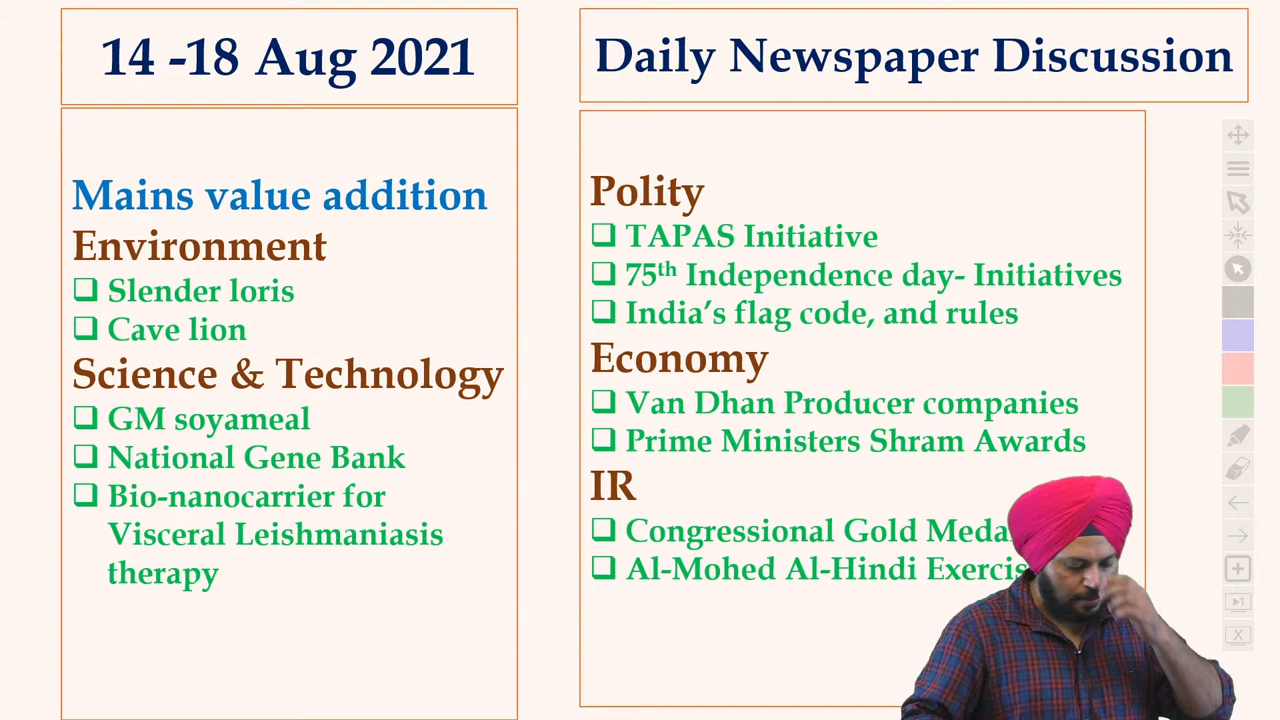 14 -18 Aug 2021
Daily Newspaper Discussion
Mains value addition
Environment
❑ Slender loris
❑ Cave lion
Science & Technology
❑ GM soyameal
❑ National Gene Bank
❑ Bio-nanocarrier for
Visceral Leishmaniasis
therapy
Polity
❑ TAPAS Initiative
❑ 75th Independence day- Initiatives
❑ India’s flag code, and rules
Economy
❑ Van Dhan Producer companies
❑ Prime Ministers Shram Awards
IR
❑ Congressional Gold
❑ Al-Mohed Al-Hindi